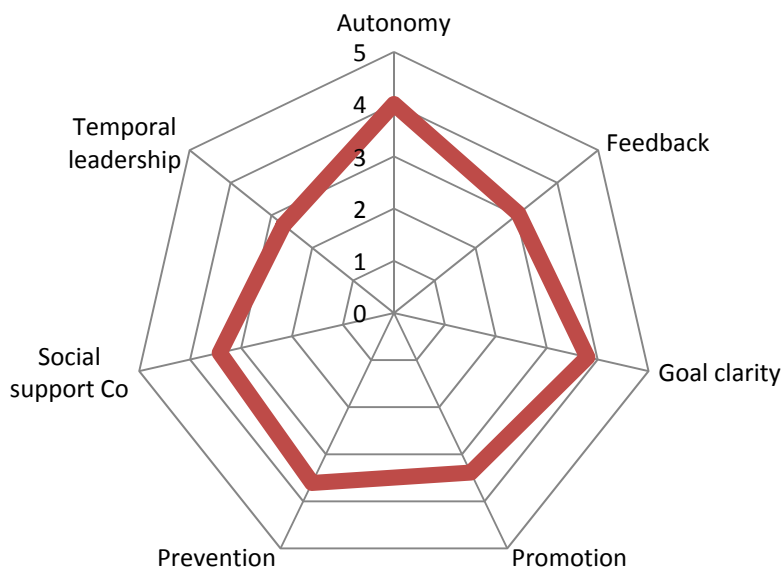 Autonomy
5
4
3
2
1
0
Feedback
Goal clarity
Promotion
Prevention
Social
support Co
Temporal
leadership